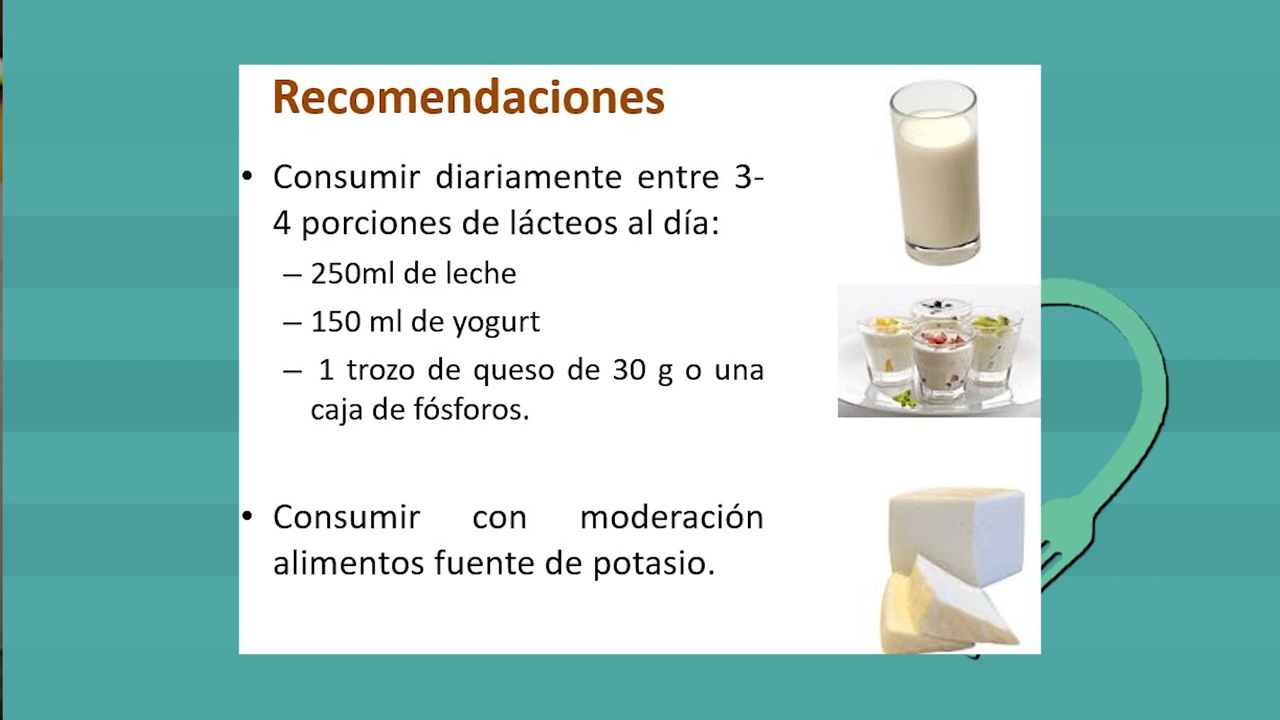 Recomendaciones
• Consumir diariamente entre 3-
4 porciones de lácteos al día:
– 250ml de leche
– 150 ml de yogurt
– 1 trozo de queso de 30 g o una
caja de fósforos.
• Consumir con moderación
alimentos fuente de potasio.